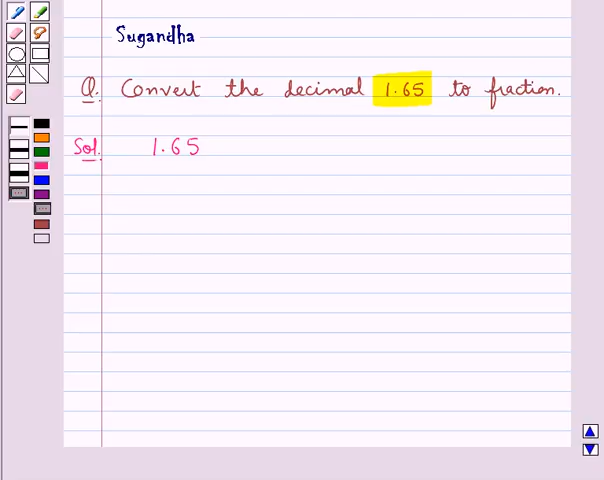 Sugandha
Q. Convert the decimal 1.65 to fraction.
Sol. 1.65